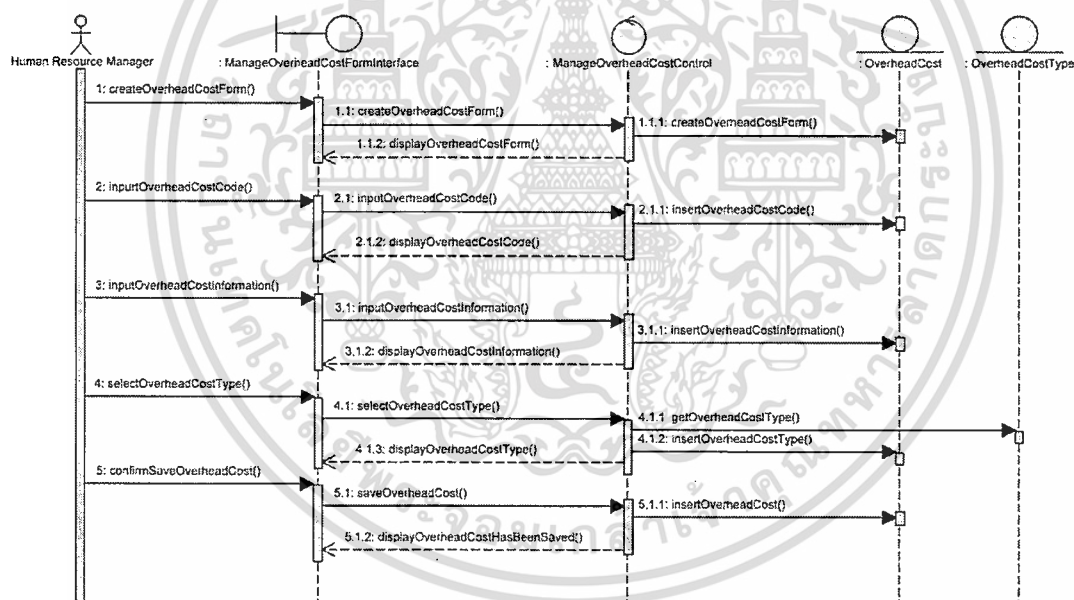 Human Resource Manager
: ManageOverheadCostFormInterface
: ManageOverheadCostControl
: OverheadCost
: OverheadCostType
1: createOverheadCostForm()
1.1: createOverheadCostForm()
1.1.1: createOverheadCostForm()
1.1.2: displayOverheadCostForm()
2: inpurtOverheadCostCode()
2.1: inputOverheadCostCode()
2.1.1: insertOverheadCostCode()
2.1.2: displayOverheadCostCode()
3: inputOverheadCostInformation()
3.1: inputOverheadCostInformation()
3.1.1: insertOverheadCostInformation()
3.1.2: displayOverheadCostInformation()
4: selectOverheadCostType()
4.1: selectOverheadCostType()
4.1.1 getOverheadCostType()
4.1.2: insertOverheadCostType()
4 1.3: displayOverheadCostType()
5: confirmSaveOverheadCost()
5.1: saveOverheadCost()
5.1.1: insertOverheadCost()
5.1.2: displayOverheadCostHasBeenSaved()